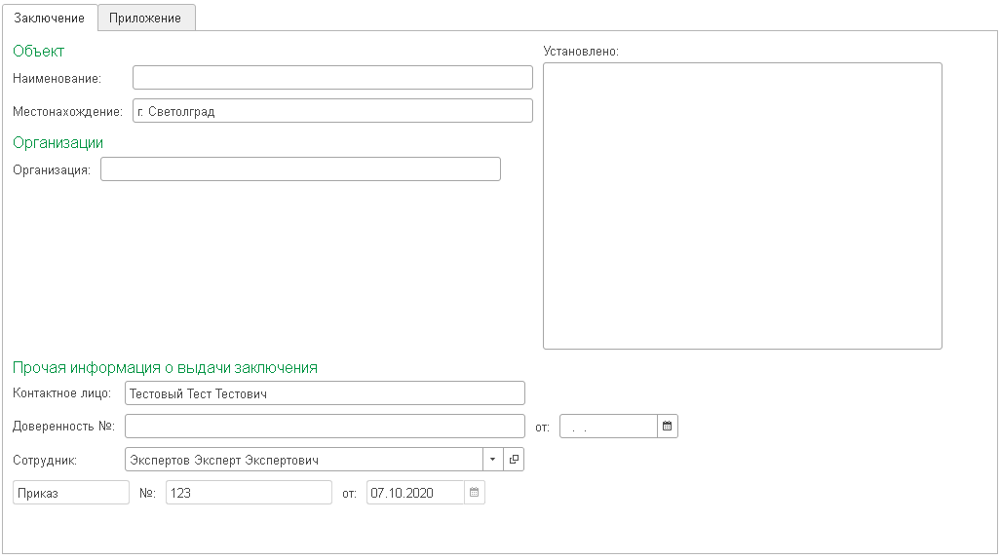 Заключение
Приложение
Объект
Наименование:
Местонахождение: г. Светолград
Организации
Организация:
Установлено:
Прочая информация о выдачи заключения
Контактное лицо: Тестовый Тест Тестович
Доверенность №: от: . .
Сотрудник: Экспертов Эксперт Экспертович
Приказ №: 123 от: 07.10.2020